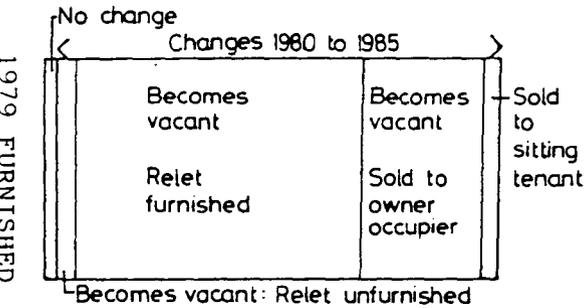 No change
Changes 1980 to 1985
1979 FURNISHED
Becomes
vacant
Relet
furnished
Becomes
vacant
Sold to
owner
occupier
Sold
to
sitting
tenant
Becomes vacant: Relet unfurnished